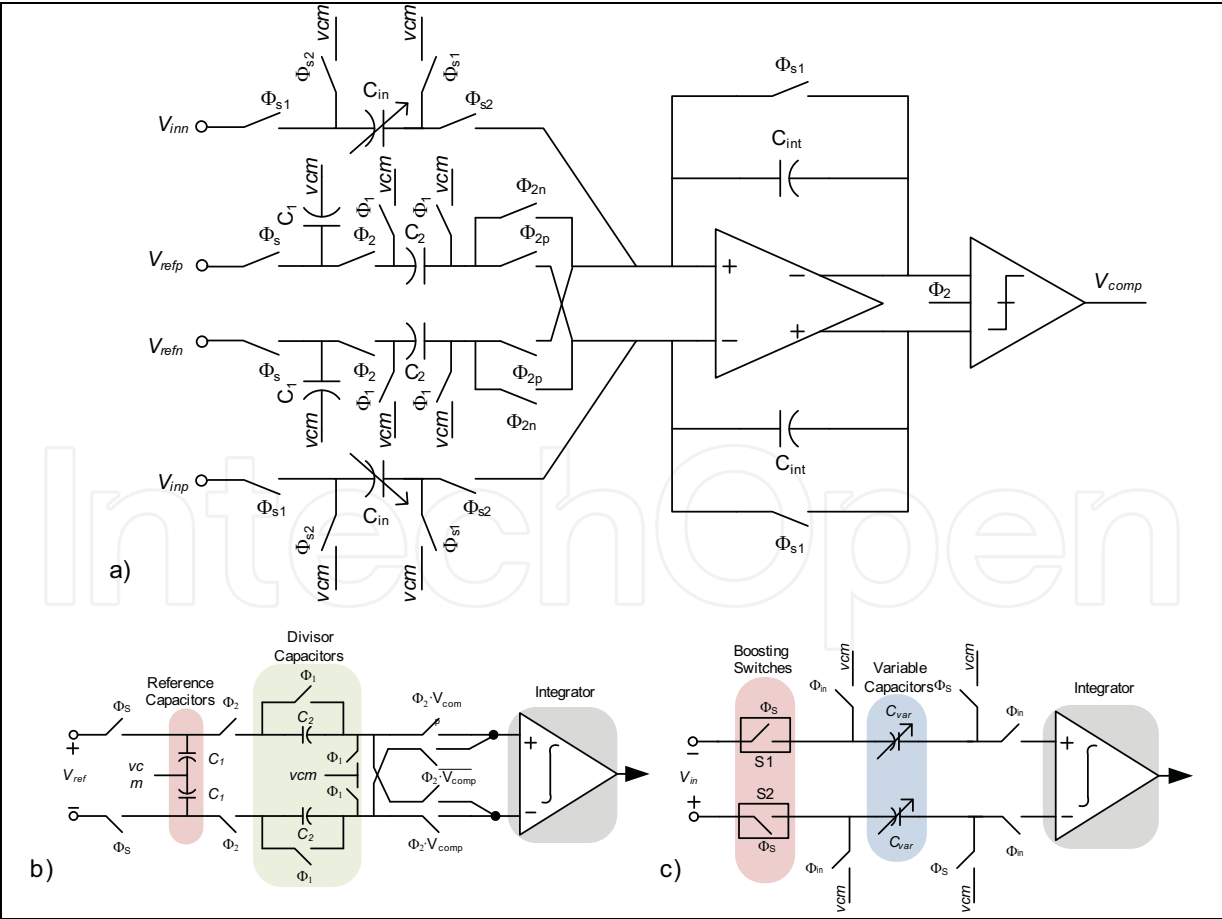 vcm
vcm
Φs2
Φs1
Cin
Φs1
Φs2
Vinn
Φs1
Cint
vcm
vcm
vcm
Φ2n
C1
Φ1
Φ1
Φs
Φ2
C2
Φ2p
Vrefp
+
−
Φ2
Vcomp
Vrefn
−
+
Φs
Φ2
C2
Φ2p
C1
Φ1
Φ1
Φ2n
vcm
vcm
vcm
Cint
Vinp
Φs1
Cin
Φs2
Φs2
Φs1
Φs1
vcm
vcm
a)
IntechOpen
Divisor
Capacitors
Reference
Capacitors
Φ1
Φ2·Vcom
p
Integrator
ΦS
Φ2
C2
+
Vref
−
vc
m
C1
C1
Φ1
vcm
Φ1
Φ2·Vcomp
+
∫
−
C2
ΦS
Φ2
Φ1
Φ2·Vcomp
b)
Boosting
Switches
vcm
Variable
Capacitors
vcm
Integrator
Φin
ΦS
ΦS
Cvar
Φin
−
Vin
+
S1
S2
ΦS
+
∫
−
Cvar
Φin
ΦS
Φin
vcm
vcm
c)